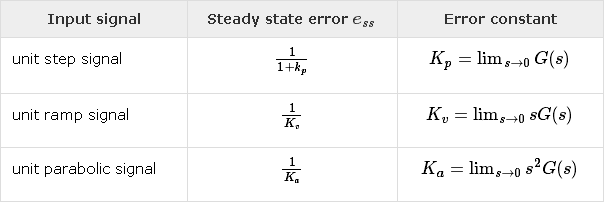 Input signal Steady state error $e_{ss}$ Error constant
unit step signal $\frac{1}{1+k_p}$ $K_p = \lim_{s \to 0} G(s)$
unit ramp signal $\frac{1}{K_v}$ $K_v = \lim_{s \to 0} sG(s)$
unit parabolic signal $\frac{1}{K_a}$ $K_a = \lim_{s \to 0} s^2G(s)$